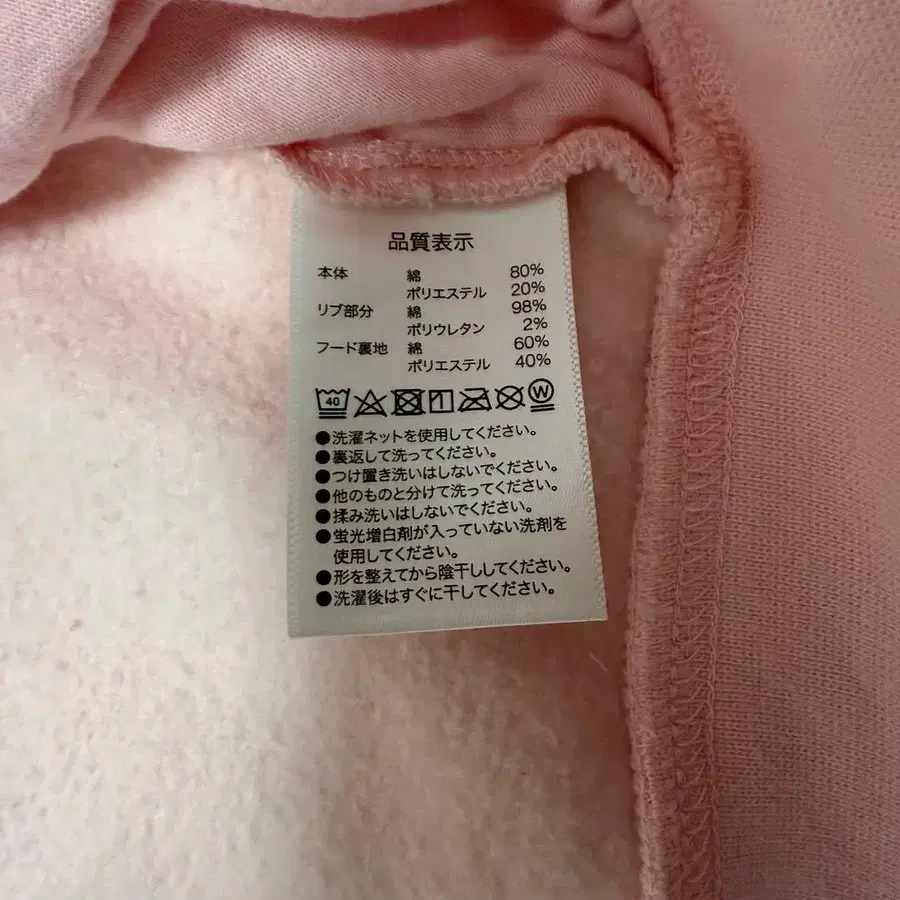 品質表示
本体 綿 80%
ポリエステル 20%
リブ部分 綿 98%
ポリウレタン 2%
フード裏地 綿 60%
ポリエステル 40%
40 W
●洗濯ネットを使用してください。
●裏返して洗ってください。
●つけ置き洗いはしないでください。
●他のものと分けて洗ってください。
●揉み洗いはしないでください。
●蛍光増白剤が入っていない洗剤を
使用してください。
●形を整えてから陰干ししてください。
●洗濯後はすぐに干してください。